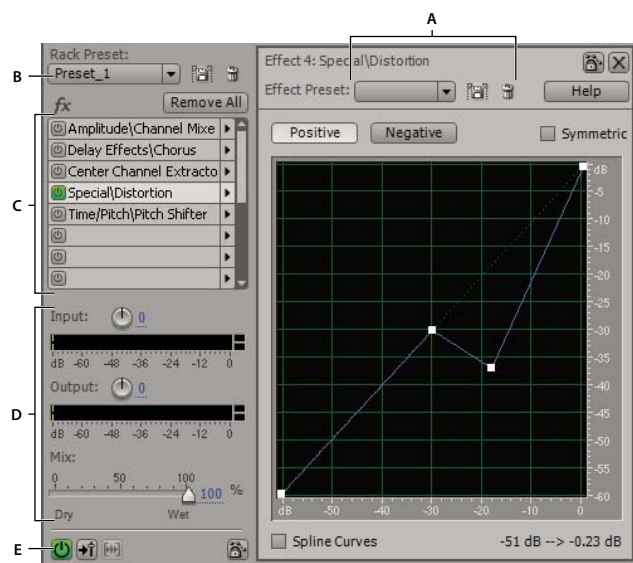 A
Rack Preset:
B
Preset_1
fx
Remove All
C
Amplitude\Channel Mixe
Delay Effects\Chorus
Center Channel Extracto
Special\Distortion
Time/Pitch\Pitch Shifter
D
Input: 0
dB -60 -48 -36 -24 -12 0
Output: 0
dB -60 -48 -36 -24 -12 0
Mix:
0 50 100
100 %
Dry Wet
E
Effect 4: Special\Distortion
Effect Preset:
Help
Positive Negative Symmetric
dB
-5
-10
-15
-20
-25
-30
-35
-40
-45
-50
-55
-60
dB -50 -40 -30 -20 -10 0
Spline Curves -51 dB --> -0.23 dB